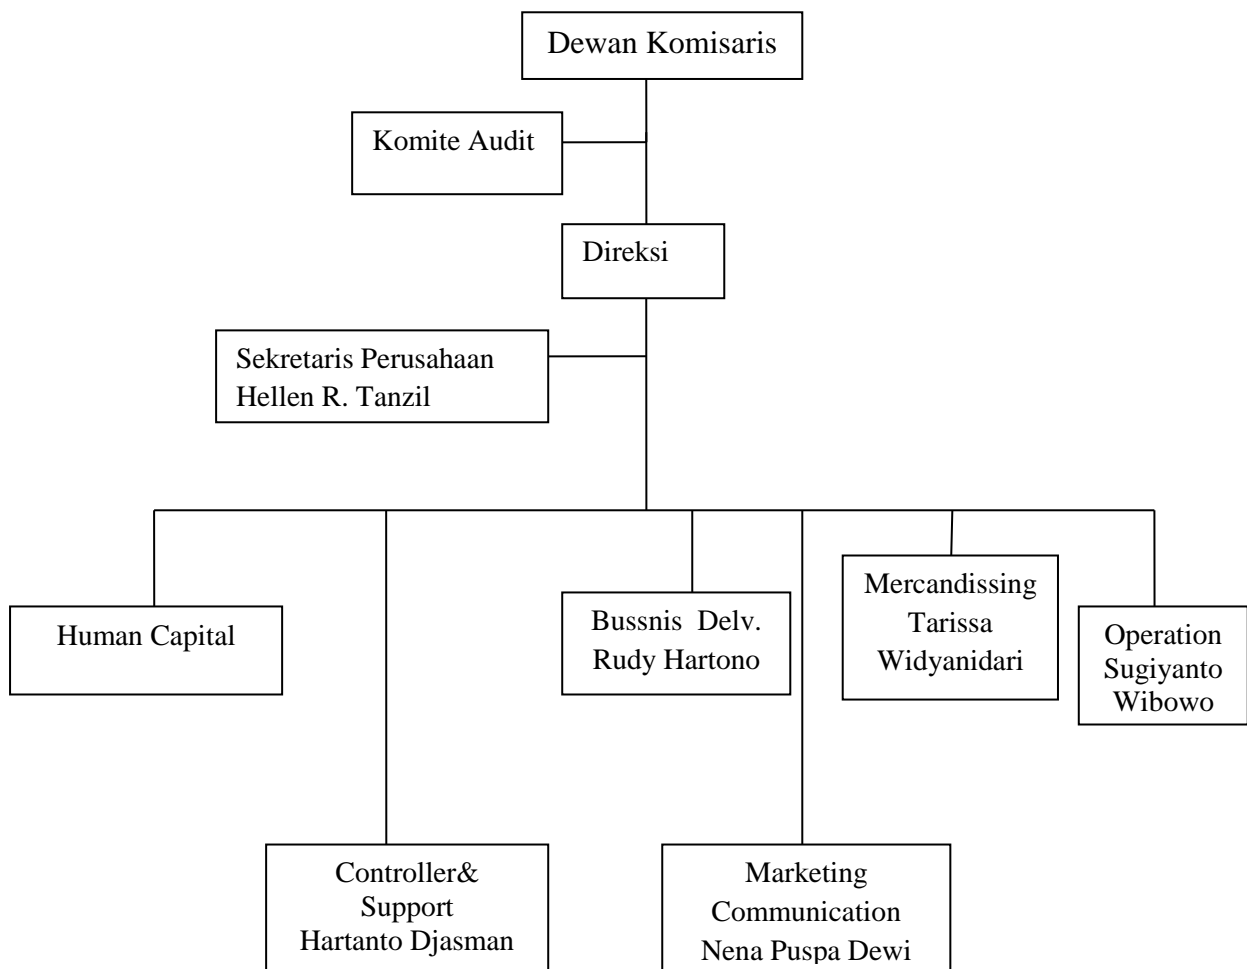 Dewan Komisaris
Komite Audit
Direksi
Sekretaris Perusahaan
Hellen R. Tanzil
Human Capital
Bussnis Delv.
Rudy Hartono
Mercandissing
Tarissa
Widyanidari
Operation
Sugiyanto
Wibowo
Controller&
Support
Hartanto Djasman
Marketing
Communication
Nena Puspa Dewi